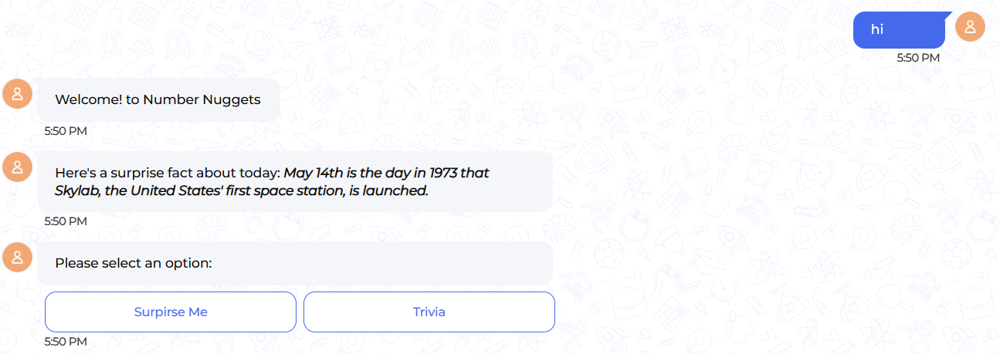 hi
5:50 PM
Welcome! to Number Nuggets
5:50 PM
Here's a surprise fact about today: May 14th is the day in 1973 that
Skylab, the United States' first space station, is launched.
5:50 PM
Please select an option:
Surpirse Me
Trivia
5:50 PM